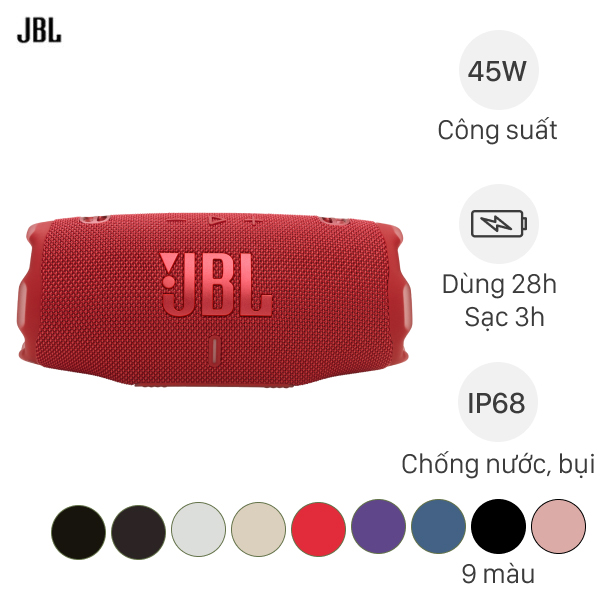 JBL
45W
Công suất
JBL
Dùng 28h
Sạc 3h
IP68
Chống nước, bụi
9 màu